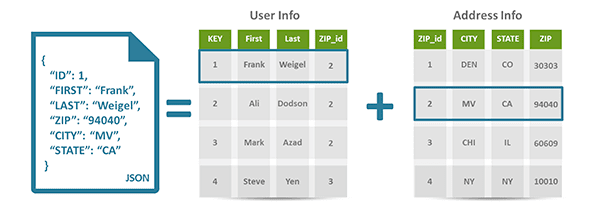 User Info
Address Info
{
"ID": 1,
"FIRST": "Frank",
"LAST": "Weigel",
"ZIP": "94040",
"CITY": "MV",
"STATE": "CA"
}
JSON
=
KEY First Last ZIP_id
1 Frank Weigel 2
2 Ali Dodson 2
3 Mark Azad 2
4 Steve Yen 3
+
ZIP_id CITY STATE ZIP
1 DEN CO 30303
2 MV CA 94040
3 CHI IL 60609
4 NY NY 10010